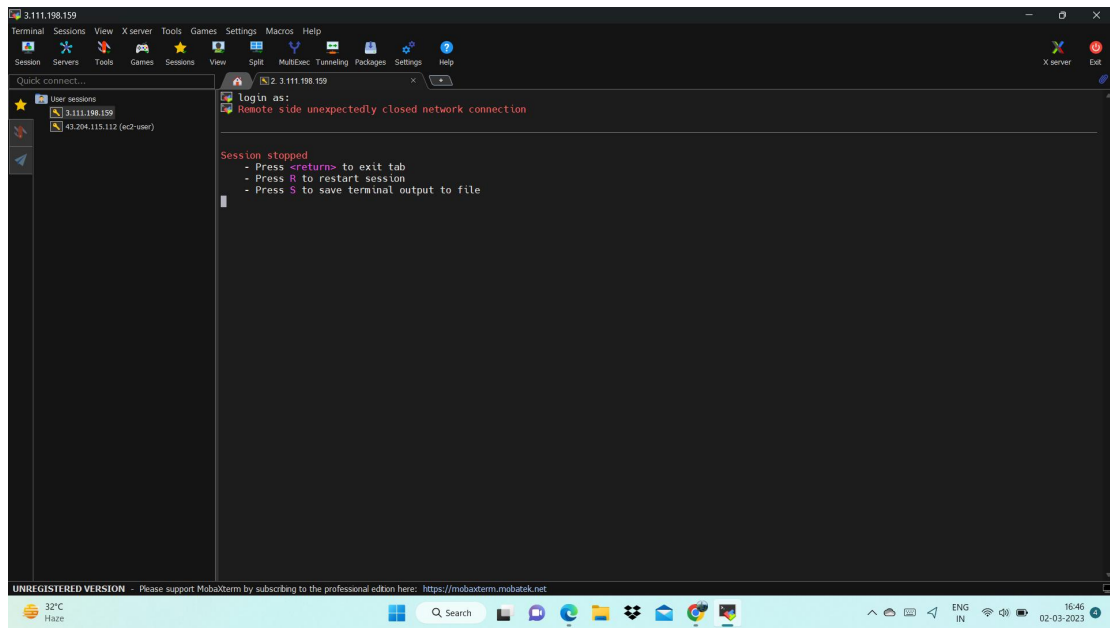 3.111.198.159
Terminal Sessions View X server Tools Games Settings Macros Help
Session Servers Tools Games Sessions View Split MultiExec Tunneling Packages Settings Help X server Exit
Quick connect...
2. 3.111.198.159
User sessions
3.111.198.159
43.204.115.112 (ec2-user)
login as:
Remote side unexpectedly closed network connection
Session stopped
- Press <return> to exit tab
- Press R to restart session
- Press S to save terminal output to file
UNREGISTERED VERSION - Please support MobaXterm by subscribing to the professional edition here: https://mobaxterm.mobatek.net
32°C
Haze
Search
ENG
IN
16:46
02-03-2023
4